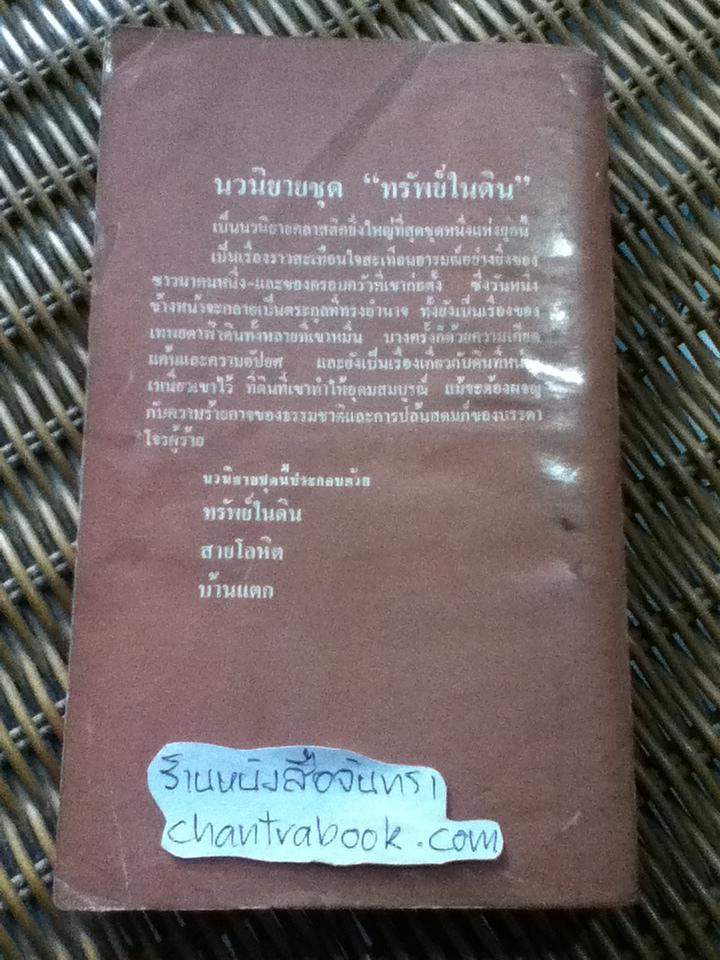 นวนิยายชุด “ทรัพย์ในดิน”
เป็นนวนิยายคลาสสิคยิ่งใหญ่ที่สุดชุดหนึ่งแห่งยุคนี้
เป็นเรื่องราวสะเทือนใจสะเทือนอารมณ์อย่างยิ่งของ
ชาวนาคนหนึ่ง-และของครอบครัวที่เขาก่อตั้ง ซึ่งวันหนึ่ง
ข้างหน้าจะกลายเป็นตระกูลที่ทรงอำนาจ ทั้งยังเป็นเรื่องของ
เทพยดาฟ้าดินทั้งหลายที่เขาหมิ่น บางครั้งก็ด้วยความเกลียด
แค้นและความอัปยศ และยังเป็นเรื่องเกี่ยวกับดินที่
เหนี่ยวเขาไว้ ที่ดินที่เขาทำให้อุดมสมบูรณ์ แม้จะต้องผจญ
กับความร้ายกาจของธรรมชาติและการปล้นสดมภ์ของบรรดา
โจรผู้ร้าย
นวนิยายชุดนี้ประกอบด้วย
ทรัพย์ในดิน
สายโลหิต
บ้านแตก
ร้านหนังสือจันทรา
chantrabook.com